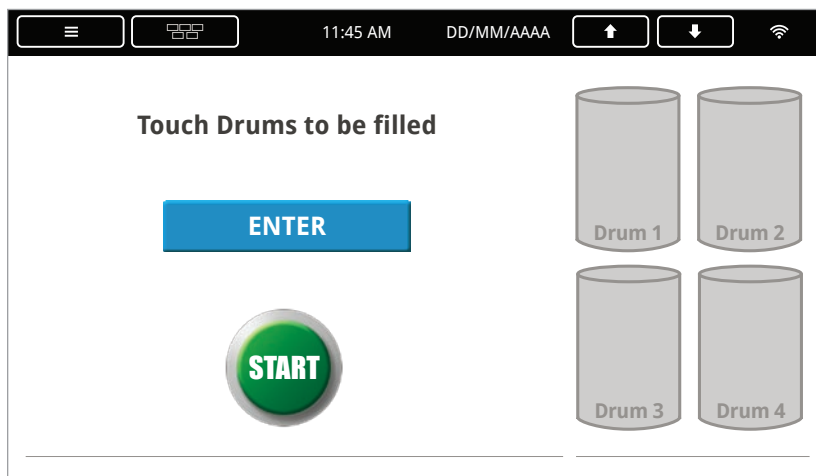 11:45 AM DD/MM/AAAA
Touch Drums to be filled
ENTER
START
Drum 1 Drum 2
Drum 3 Drum 4